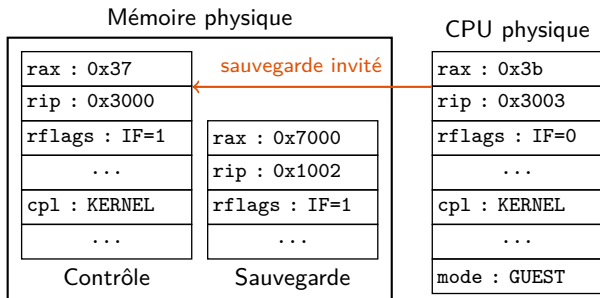 Mémoire physique
CPU physique
sauvegarde invité
rax : 0x37
rip : 0x3000
rflags : IF=1
...
cpl : KERNEL
...
Contrôle
rax : 0x7000
rip : 0x1002
rflags : IF=1
...
Sauvegarde
rax : 0x3b
rip : 0x3003
rflags : IF=0
...
cpl : KERNEL
...
mode : GUEST